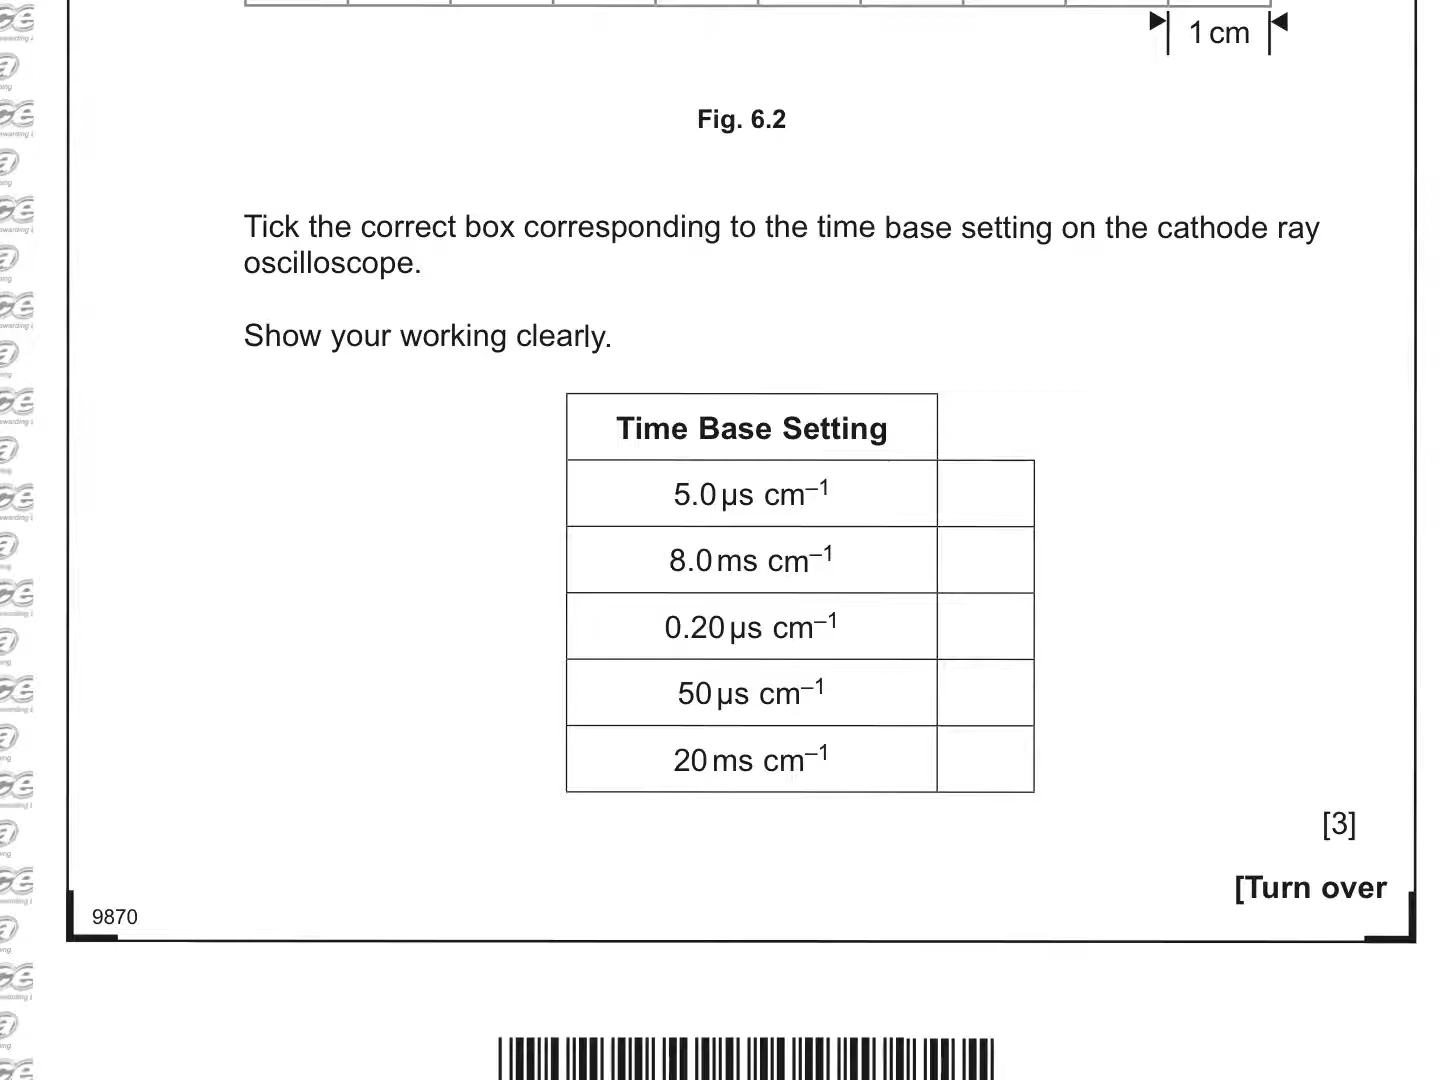 1 cm
Fig. 6.2
Tick the correct box corresponding to the time base setting on the cathode ray
oscilloscope.
Show your working clearly.
Time Base Setting
5.0 µs cm⁻¹
8.0 ms cm⁻¹
0.20 µs cm⁻¹
50 µs cm⁻¹
20 ms cm⁻¹
[3]
[Turn over
9870